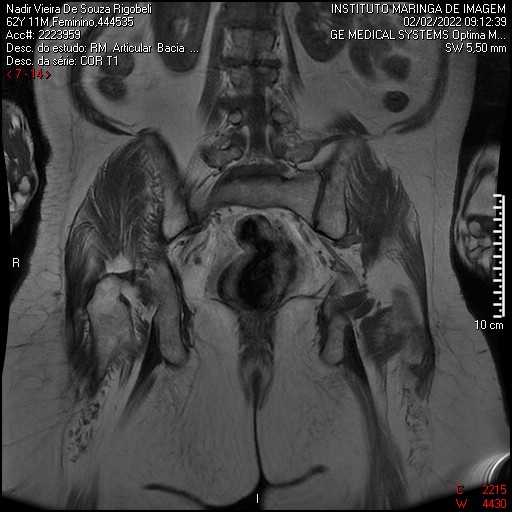 Nadir Vieira De Souza Rigobeli
INSTITUTO MARINGA DE IMAGEM
62Y 11M,Feminino,444535
02/02/2022 09:12:39
Acc#: 2223959
GE MEDICAL SYSTEMS Optima M...
Desc. do estudo: RM Articular Bacia ...
SW 5,50 mm
Desc. da série: COR T1
< 7 - 14 >
R
10 cm
I
C 2215
W 4430